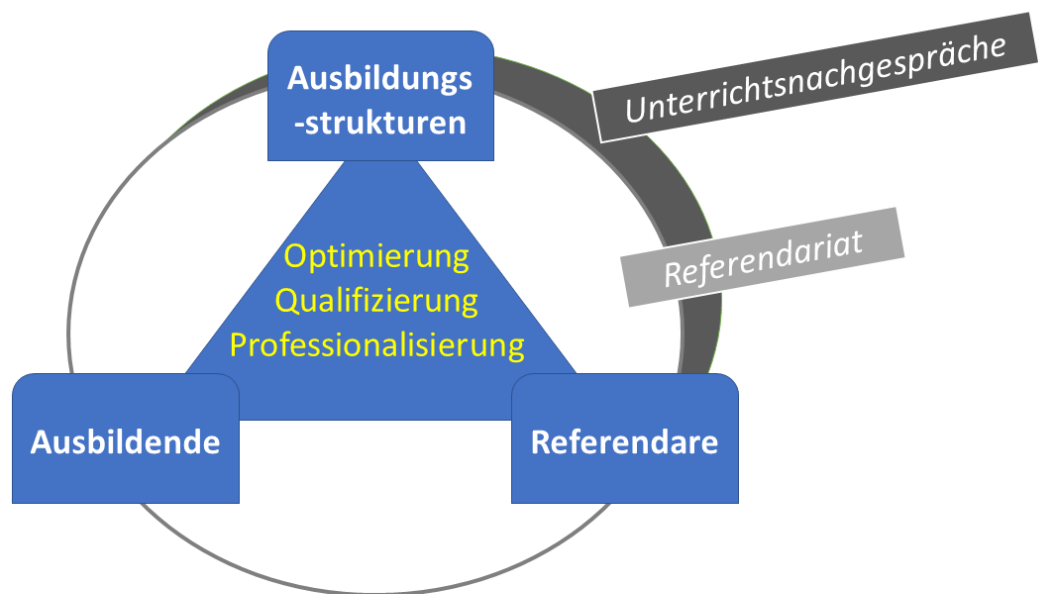 Ausbildungs
-strukturen
Unterrichtsnachgespräche
Referendariat
Optimierung
Qualifizierung
Professionalisierung
Ausbildende
Referendare